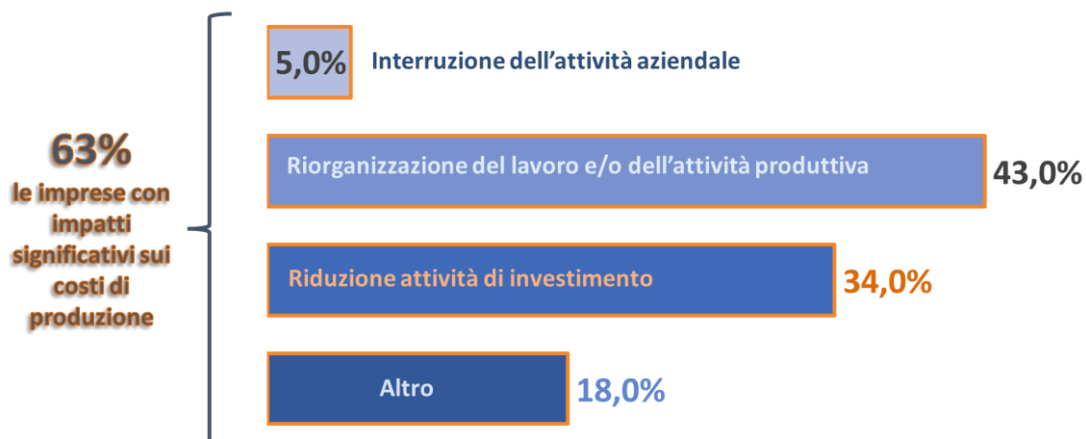 63%
le imprese con
impatti
significativi sui
costi di
produzione
5,0%
Interruzione dell’attività aziendale
Riorganizzazione del lavoro e/o dell’attività produttiva
43,0%
Riduzione attività di investimento
34,0%
Altro
18,0%